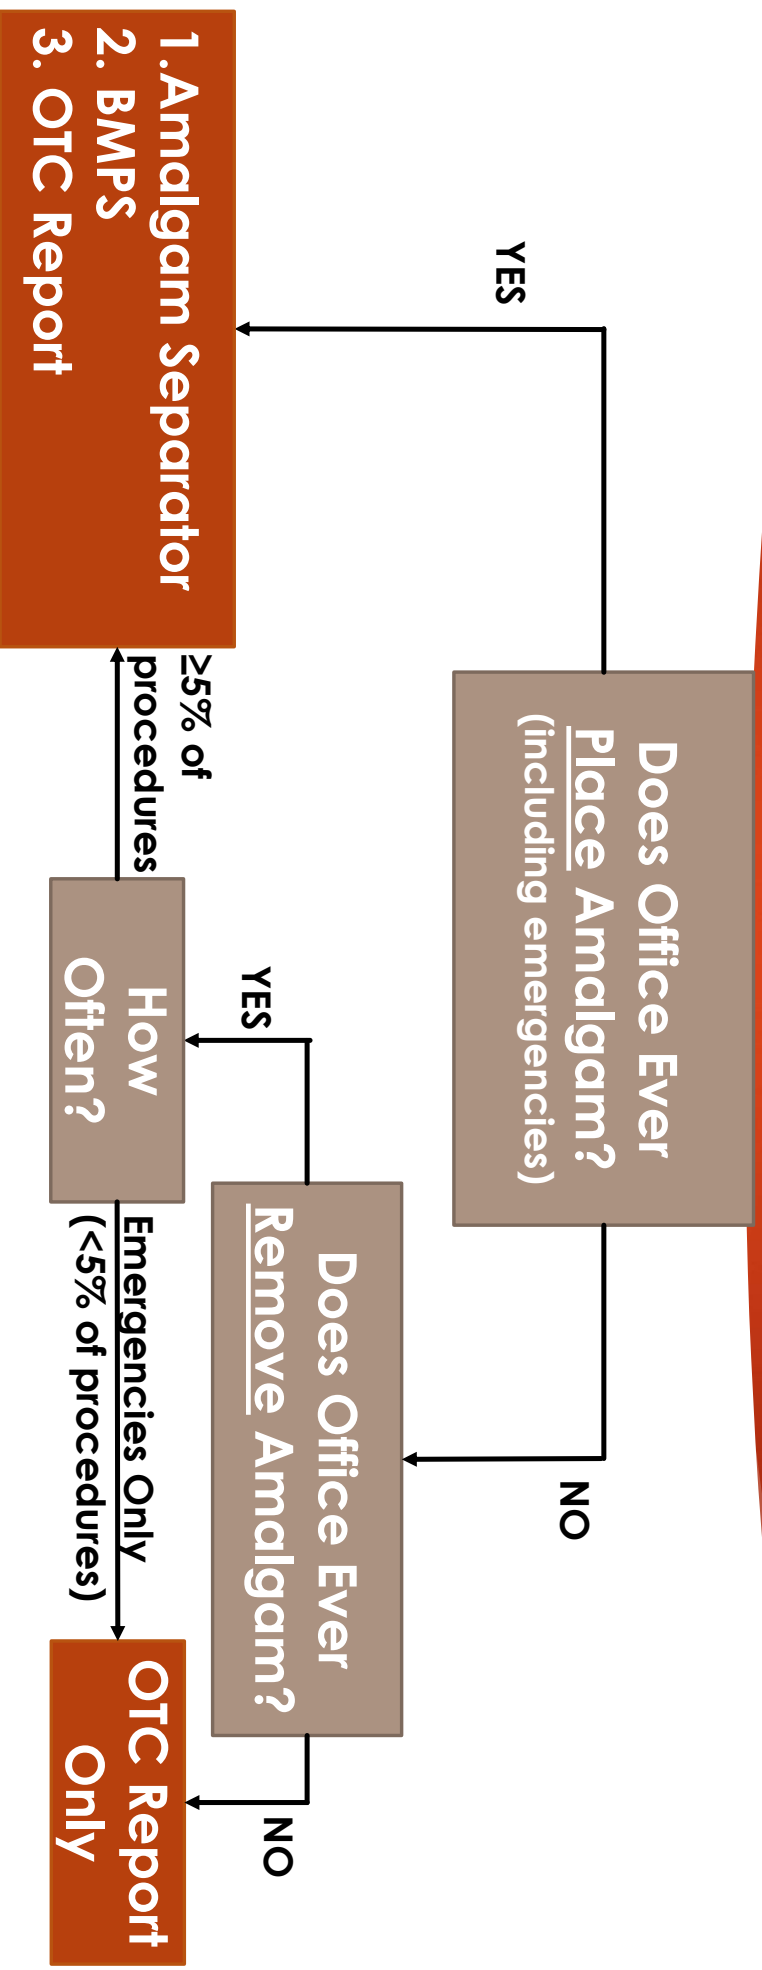 Does Office Ever
Place Amalgam?
(including emergencies)
YES
NO
Does Office Ever
Remove Amalgam?
YES
NO
How
Often?
≥5% of
procedures
Emergencies Only
(<5% of procedures)
1.Amalgam Separator
2. BMPS
3. OTC Report
OTC Report
Only